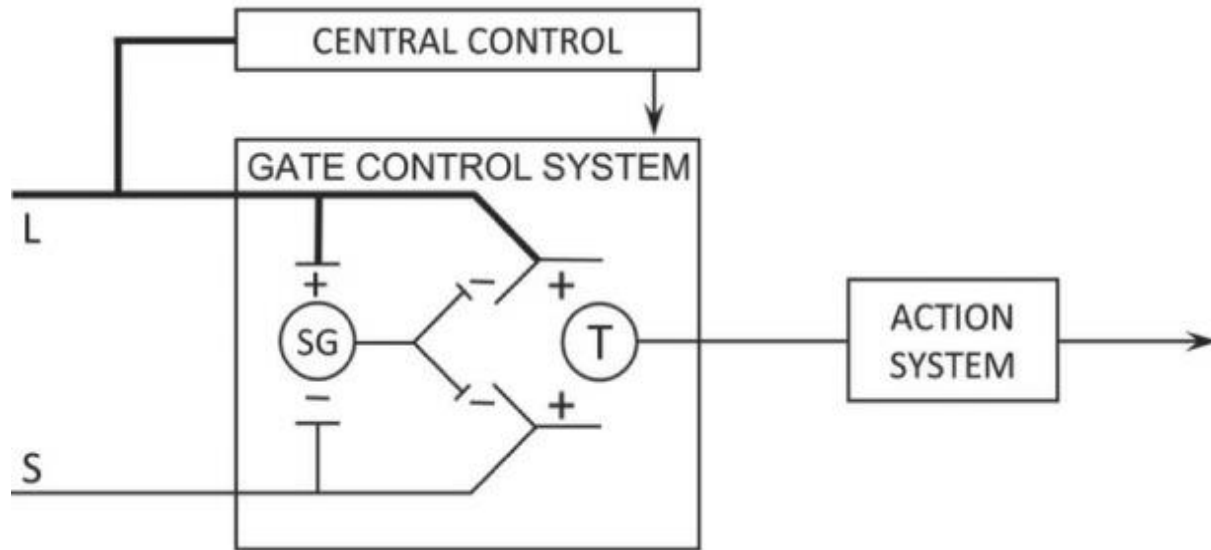 CENTRAL CONTROL
GATE CONTROL SYSTEM
L
+
−
+
SG
T
ACTION
SYSTEM
−
−
+
S